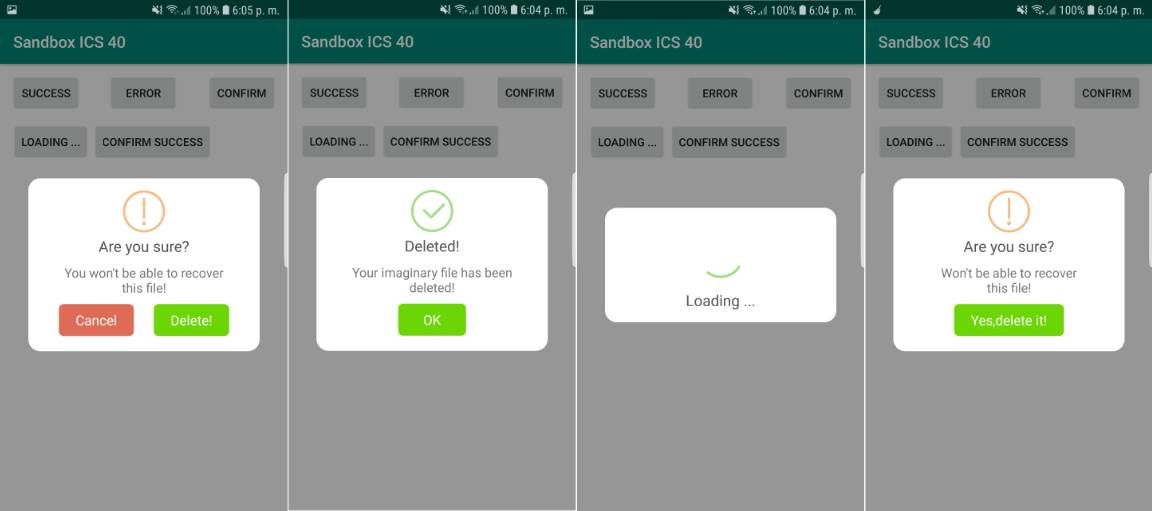 100% 6:05 p. m.
Sandbox ICS 40
SUCCESS
ERROR
CONFIRM
LOADING ...
CONFIRM SUCCESS
Are you sure?
You won't be able to recover
this file!
Cancel
Delete!
100% 6:04 p. m.
Sandbox ICS 40
SUCCESS
ERROR
CONFIRM
LOADING ...
CONFIRM SUCCESS
Deleted!
Your imaginary file has been
deleted!
OK
100% 6:04 p. m.
Sandbox ICS 40
SUCCESS
ERROR
CONFIRM
LOADING ...
CONFIRM SUCCESS
Loading ...
100% 6:04 p. m.
Sandbox ICS 40
SUCCESS
ERROR
CONFIRM
LOADING ...
CONFIRM SUCCESS
Are you sure?
Won't be able to recover
this file!
Yes,delete it!